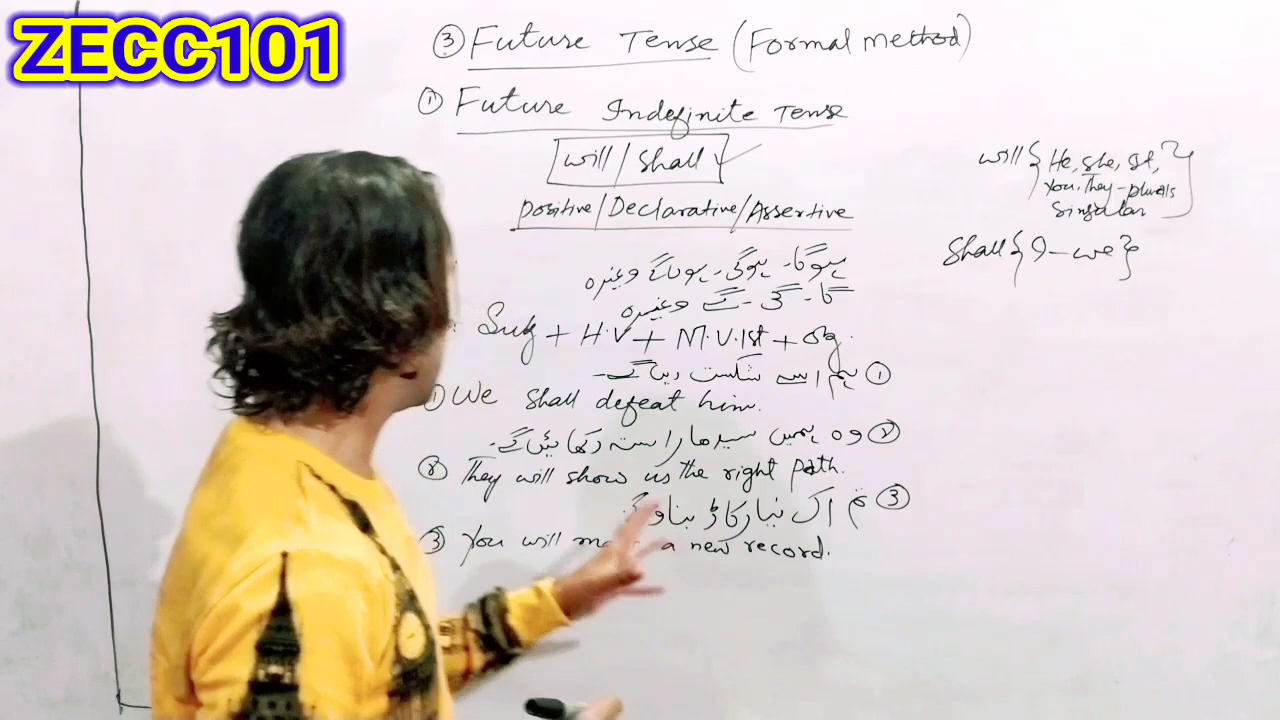 ZECC101
③ Future Tense (Formal method)
① Future Indefinite Tense
will / shall
Positive/Declarative/Assertive
ہوگا۔ ہوگی۔ ہوں گے وغیرہ
گا۔ گی۔ گے وغیرہ
Sub + H.V + M.V.1st + Obj.
① ہم اسے شکست دیں گے۔
① We shall defeat him.
② وہ ہمیں سیدھا راستہ دکھائیں گے۔
② They will show us the right path.
③ تم اک نیا رکاڑ بناو
③ You will a new record.
will { He, she, It,
You, They - plurals
Singular }
Shall { I - we }